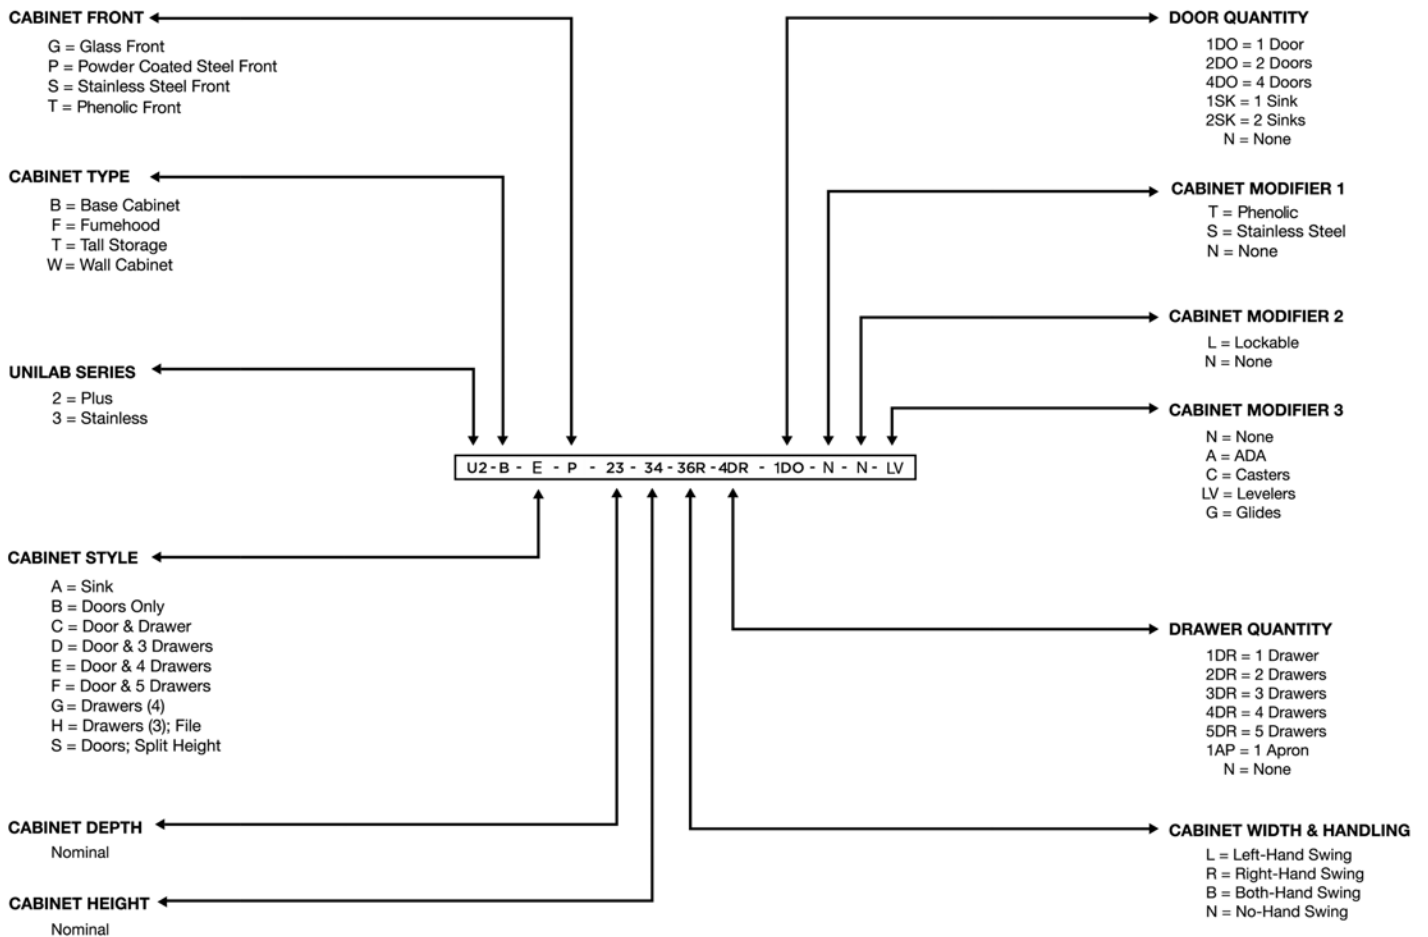 CABINET FRONT
G = Glass Front
P = Powder Coated Steel Front
S = Stainless Steel Front
T = Phenolic Front
CABINET TYPE
B = Base Cabinet
F = Fumehood
T = Tall Storage
W = Wall Cabinet
UNILAB SERIES
2 = Plus
3 = Stainless
DOOR QUANTITY
1DO = 1 Door
2DO = 2 Doors
4DO = 4 Doors
1SK = 1 Sink
2SK = 2 Sinks
N = None
CABINET MODIFIER 1
T = Phenolic
S = Stainless Steel
N = None
CABINET MODIFIER 2
L = Lockable
N = None
CABINET MODIFIER 3
N = None
A = ADA
C = Casters
LV = Levelers
G = Glides
U2 - B - E - P - 23 - 34 - 36R - 4DR - 1DO - N - N - LV
CABINET STYLE
A = Sink
B = Doors Only
C = Door & Drawer
D = Door & 3 Drawers
E = Door & 4 Drawers
F = Door & 5 Drawers
G = Drawers (4)
H = Drawers (3); File
S = Doors; Split Height
CABINET DEPTH
Nominal
CABINET HEIGHT
Nominal
DRAWER QUANTITY
1DR = 1 Drawer
2DR = 2 Drawers
3DR = 3 Drawers
4DR = 4 Drawers
5DR = 5 Drawers
1AP = 1 Apron
N = None
CABINET WIDTH & HANDLING
L = Left-Hand Swing
R = Right-Hand Swing
B = Both-Hand Swing
N = No-Hand Swing